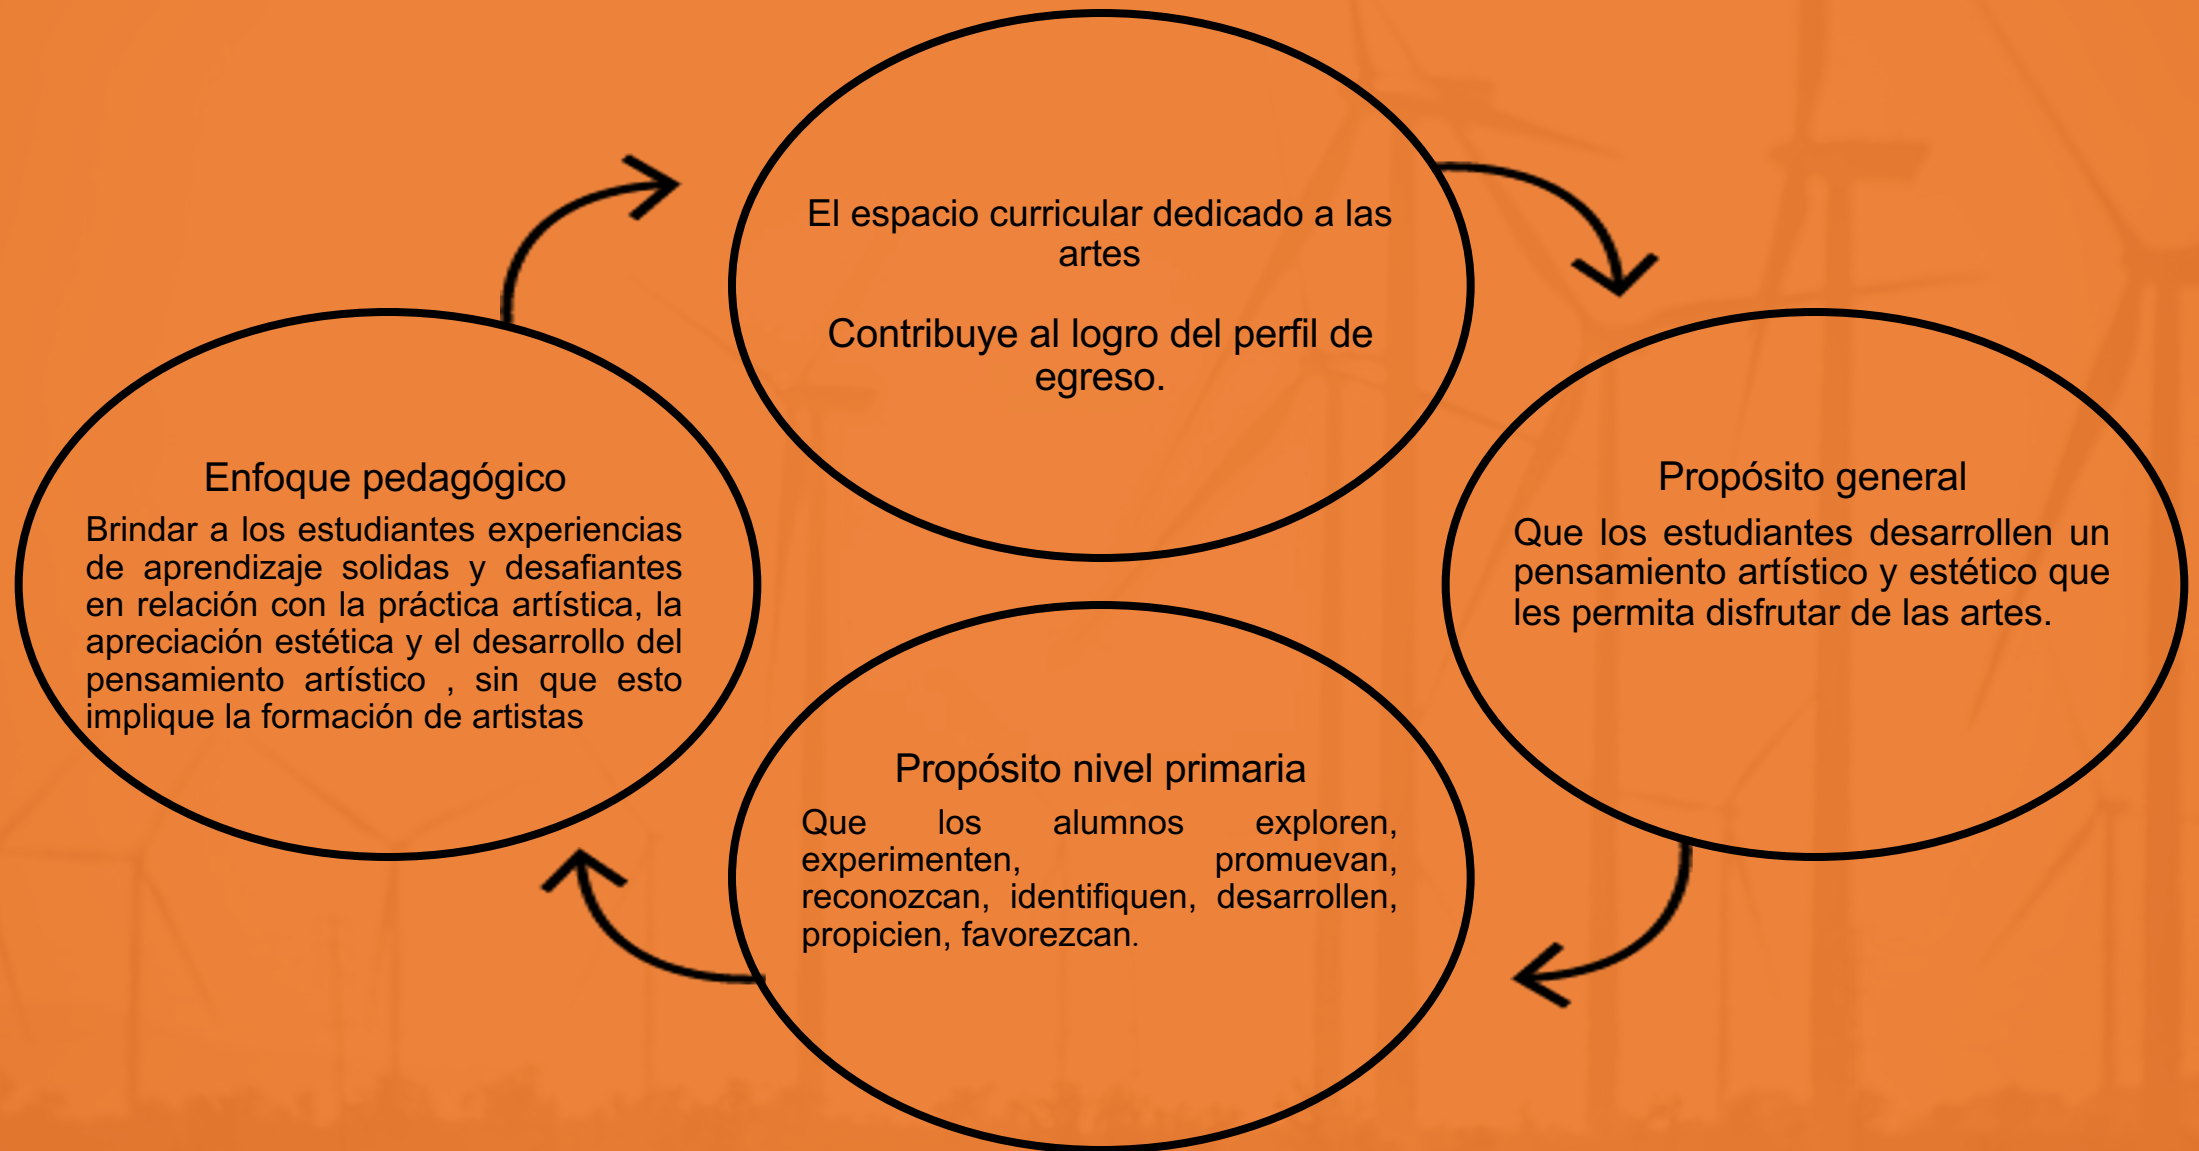 El espacio curricular dedicado a las
artes
Contribuye al logro del perfil de
egreso.
Propósito general
Que los estudiantes desarrollen un
pensamiento artístico y estético que
les permita disfrutar de las artes.
Propósito nivel primaria
Que los alumnos exploren,
experimenten, promuevan,
reconozcan, identifiquen, desarrollen,
propicien, favorezcan.
Enfoque pedagógico
Brindar a los estudiantes experiencias
de aprendizaje solidas y desafiantes
en relación con la práctica artística, la
apreciación estética y el desarrollo del
pensamiento artístico , sin que esto
implique la formación de artistas